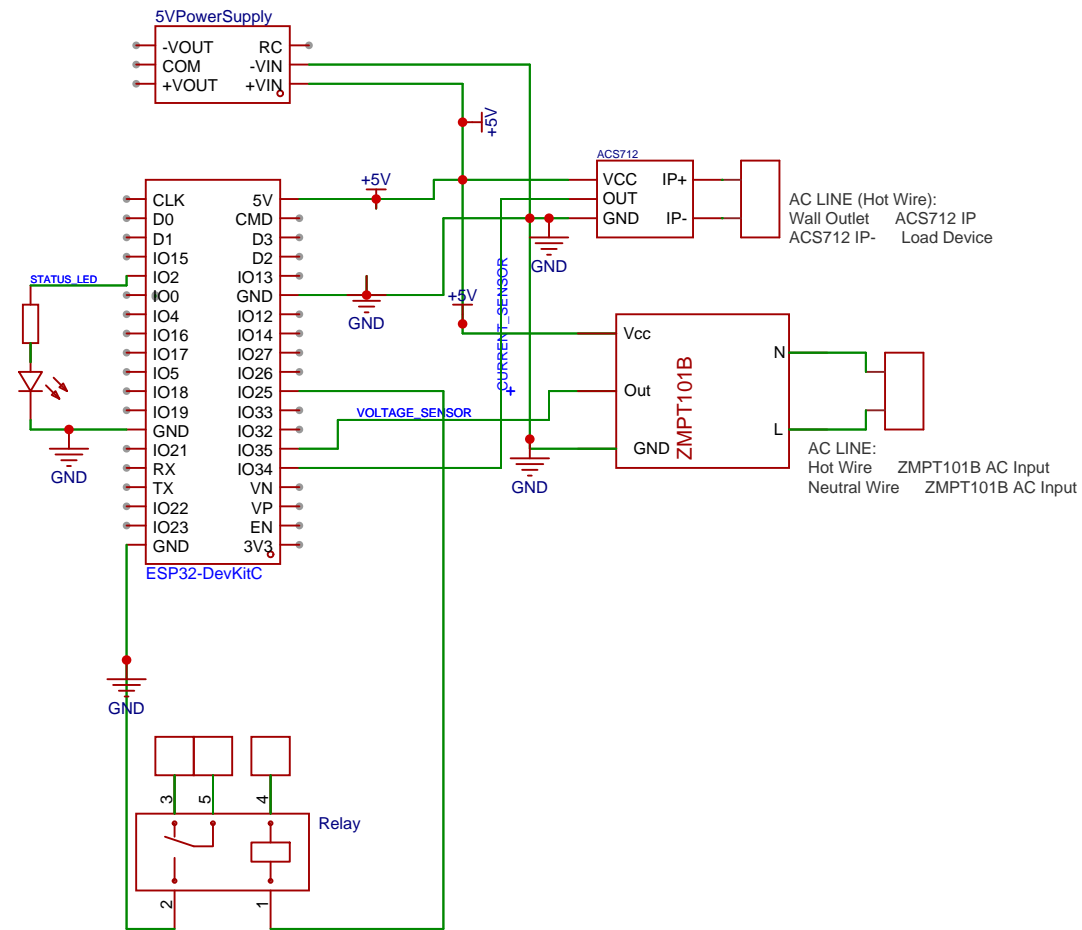 5VPowerSupply
-VOUT
COM
+VOUT
RC
-VIN
+VIN
+5V
ACS712
VCC
OUT
GND
IP+
IP-
AC LINE (Hot Wire):
Wall Outlet ACS712 IP
ACS712 IP- Load Device
GND
+5V
CLK
D0
D1
IO15
IO2
IO0
IO4
IO16
IO17
IO5
IO18
IO19
GND
IO21
RX
TX
IO22
IO23
GND
5V
CMD
D3
D2
IO13
GND
IO12
IO14
IO27
IO26
IO25
IO33
IO32
IO35
IO34
VN
VP
EN
3V3
ESP32-DevKitC
STATUS_LED
GND
GND
+5V
CURRENT_SENSOR
+
VOLTAGE_SENSOR
Vcc
Out
GND
ZMPT101B
N
L
AC LINE:
Hot Wire ZMPT101B AC Input
Neutral Wire ZMPT101B AC Input
GND
GND
3
5
4
Relay
2
1